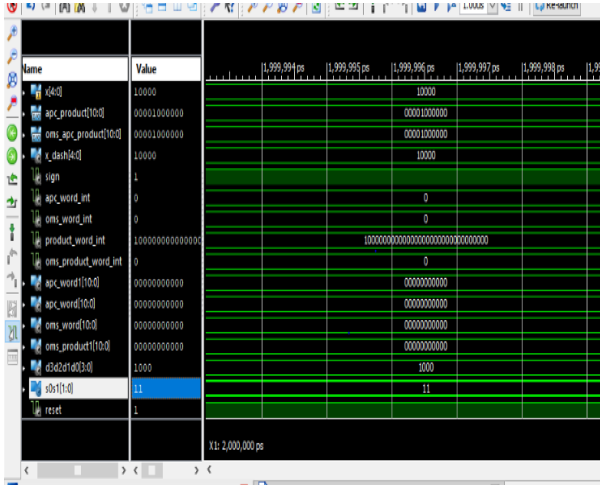 1.00us
Re-launch
Name Value 1,999,994 ps 1,999,995 ps 1,999,996 ps 1,999,997 ps 1,999,998 ps
x[4:0] 10000 10000
apc_product[10:0] 00001000000 00001000000
oms_apc_product[10:0] 00001000000 00001000000
x_dash[4:0] 10000 10000
sign 1
apc_word_int 0 0
oms_word_int 0 0
product_word_int 100000000000000 10000000000000000000000000000000
oms_product_word_int 0 0
apc_word1[10:0] 00000000000 00000000000
apc_word[10:0] 00000000000 00000000000
oms_word[10:0] 00000000000 00000000000
oms_product1[10:0] 00000000000 00000000000
d3d2d1d0[3:0] 1000 1000
s0s1[1:0] 11 11
reset 1
X1: 2,000,000 ps